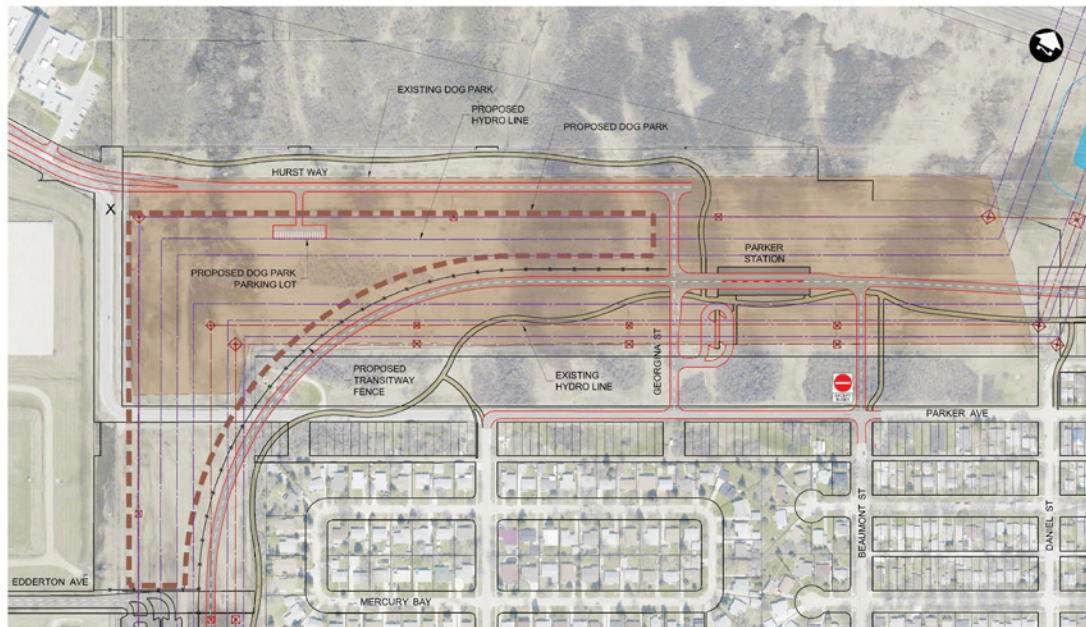 EXISTING DOG PARK
PROPOSED
HYDRO LINE
PROPOSED DOG PARK
HURST WAY
X
PARKER
STATION
PROPOSED DOG PARK
PARKING LOT
GEORGINA ST
PROPOSED
TRANSITWAY
FENCE
EXISTING
HYDRO LINE
PARKER AVE
BEAUMONT ST
DANIEL ST
EDDERTON AVE
MERCURY BAY